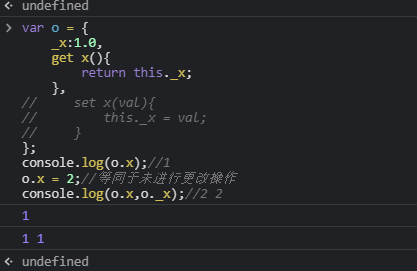 undefined
var o = {
_x:1.0,
get x(){
return this._x;
},
// set x(val){
// this._x = val;
// }
};
console.log(o.x);//1
o.x = 2;//等同于未进行更改操作
console.log(o.x,o._x);//2 2
1
1 1
undefined